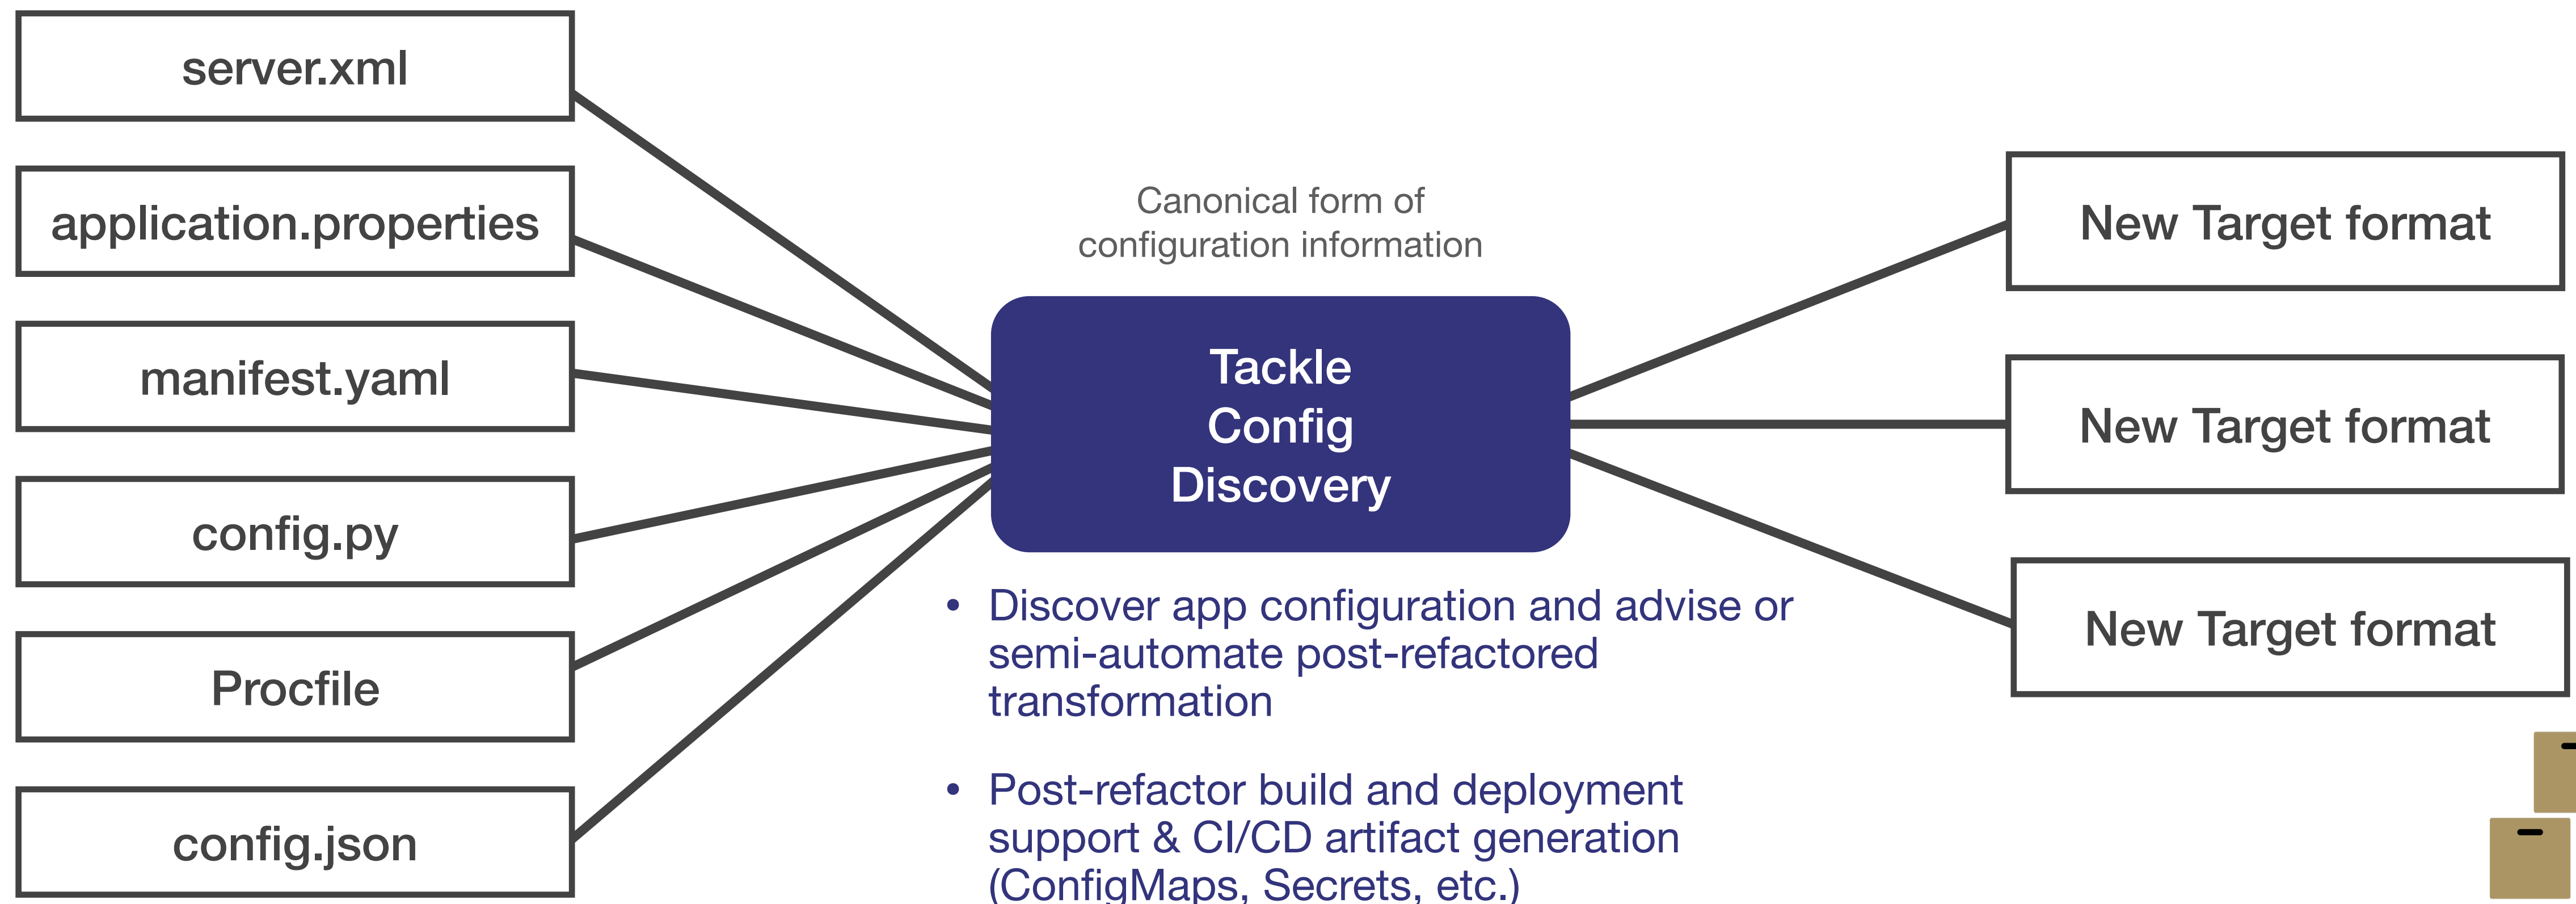 server.xml
application.properties
manifest.yaml
config.py
Procfile
config.json
Canonical form of
configuration information
Tackle
Config
Discovery
• Discover app configuration and advise or
semi-automate post-refactored
transformation
• Post-refactor build and deployment
support & CI/CD artifact generation
(ConfigMaps, Secrets, etc.)
New Target format
New Target format
New Target format